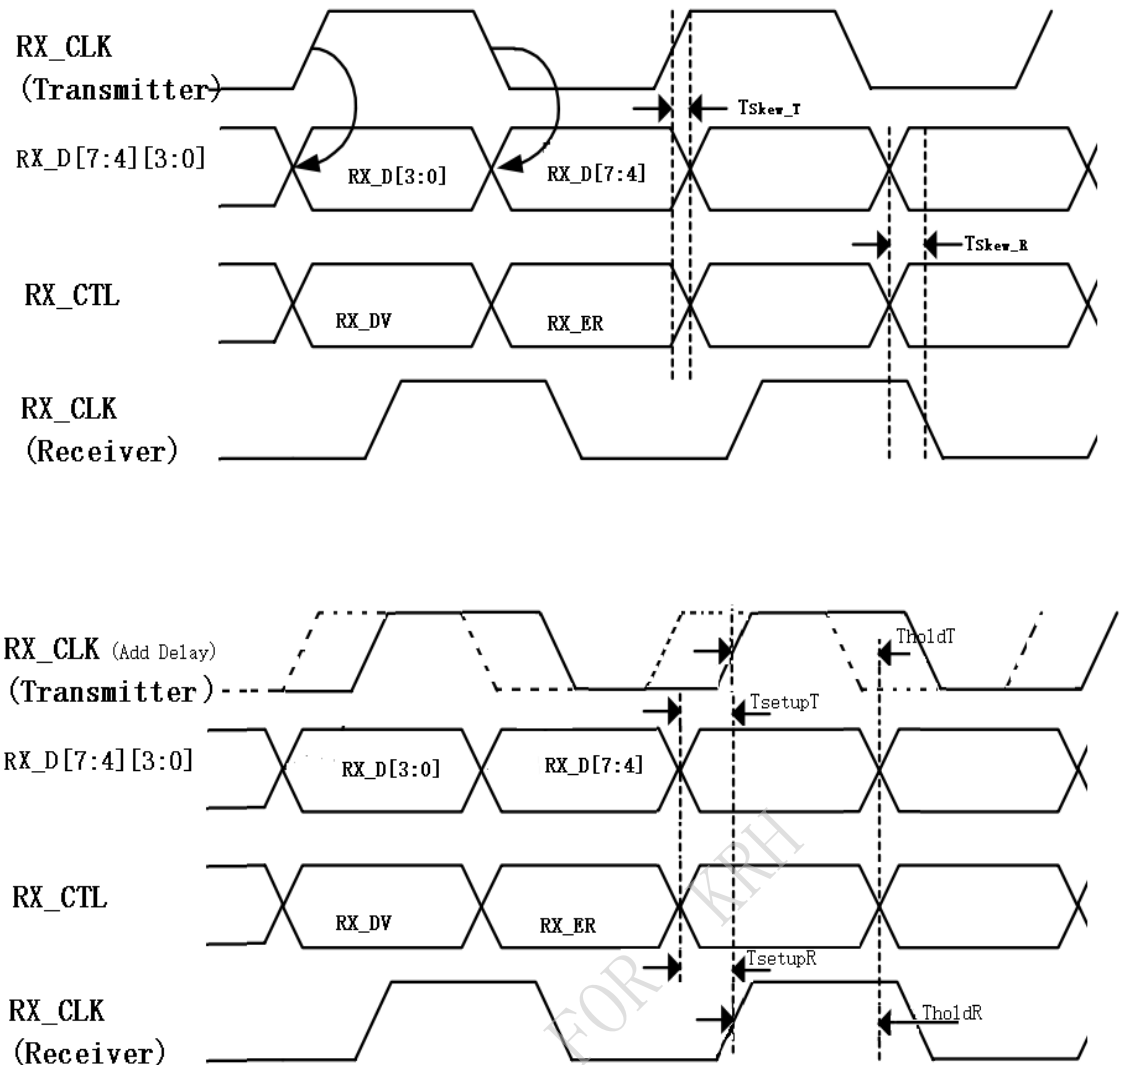 RX_CLK
(Transmitter)
TSkew_T
RX_D[7:4][3:0]
RX_D[3:0]
RX_D[7:4]
TSkew_R
RX_CTL
RX_DV
RX_ER
RX_CLK
(Receiver)
RX_CLK (Add Delay)
(Transmitter)
TholdT
TsetupT
RX_D[7:4][3:0]
RX_D[3:0]
RX_D[7:4]
RX_CTL
RX_DV
RX_ER
TsetupR
RX_CLK
(Receiver)
TholdR
FOR KRH